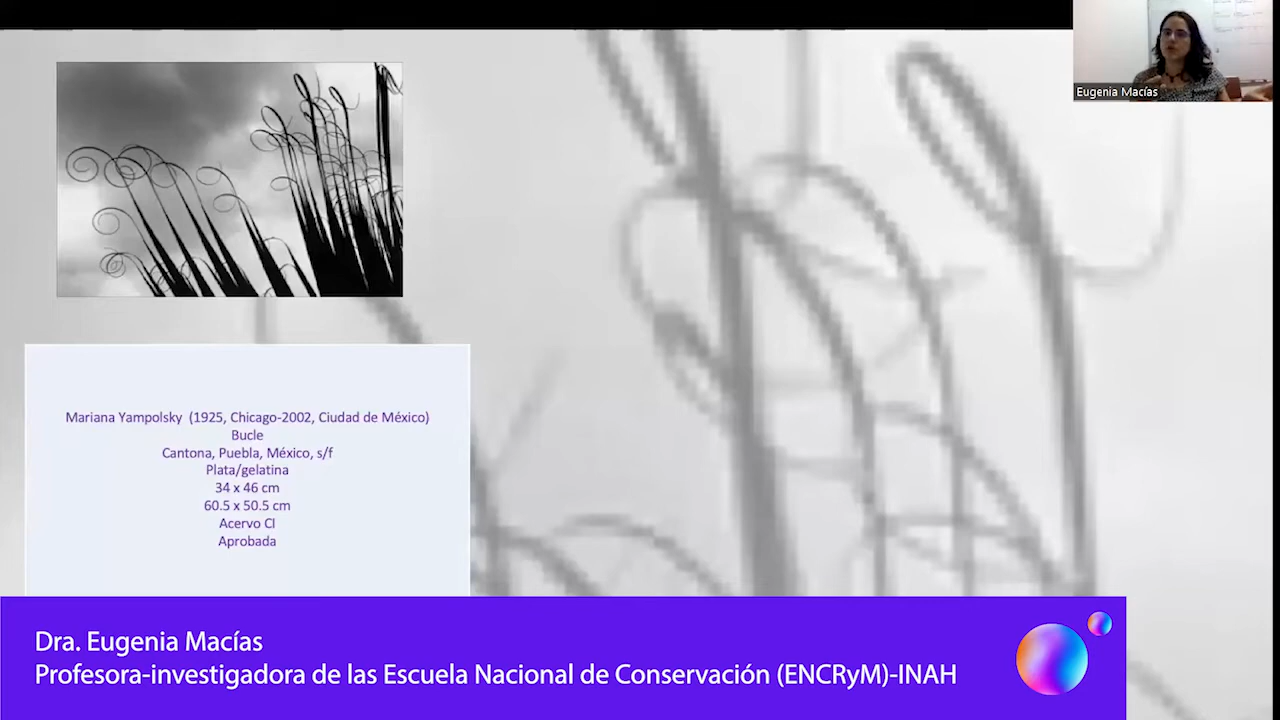 Eugenia Macías
Mariana Yampolsky (1925, Chicago-2002, Ciudad de México)
Bucle
Cantona, Puebla, México, s/f
Plata/gelatina
34 x 46 cm
60.5 x 50.5 cm
Acervo CI
Aprobada
Dra. Eugenia Macías
Profesora-investigadora de las Escuela Nacional de Conservación (ENCRyM)-INAH